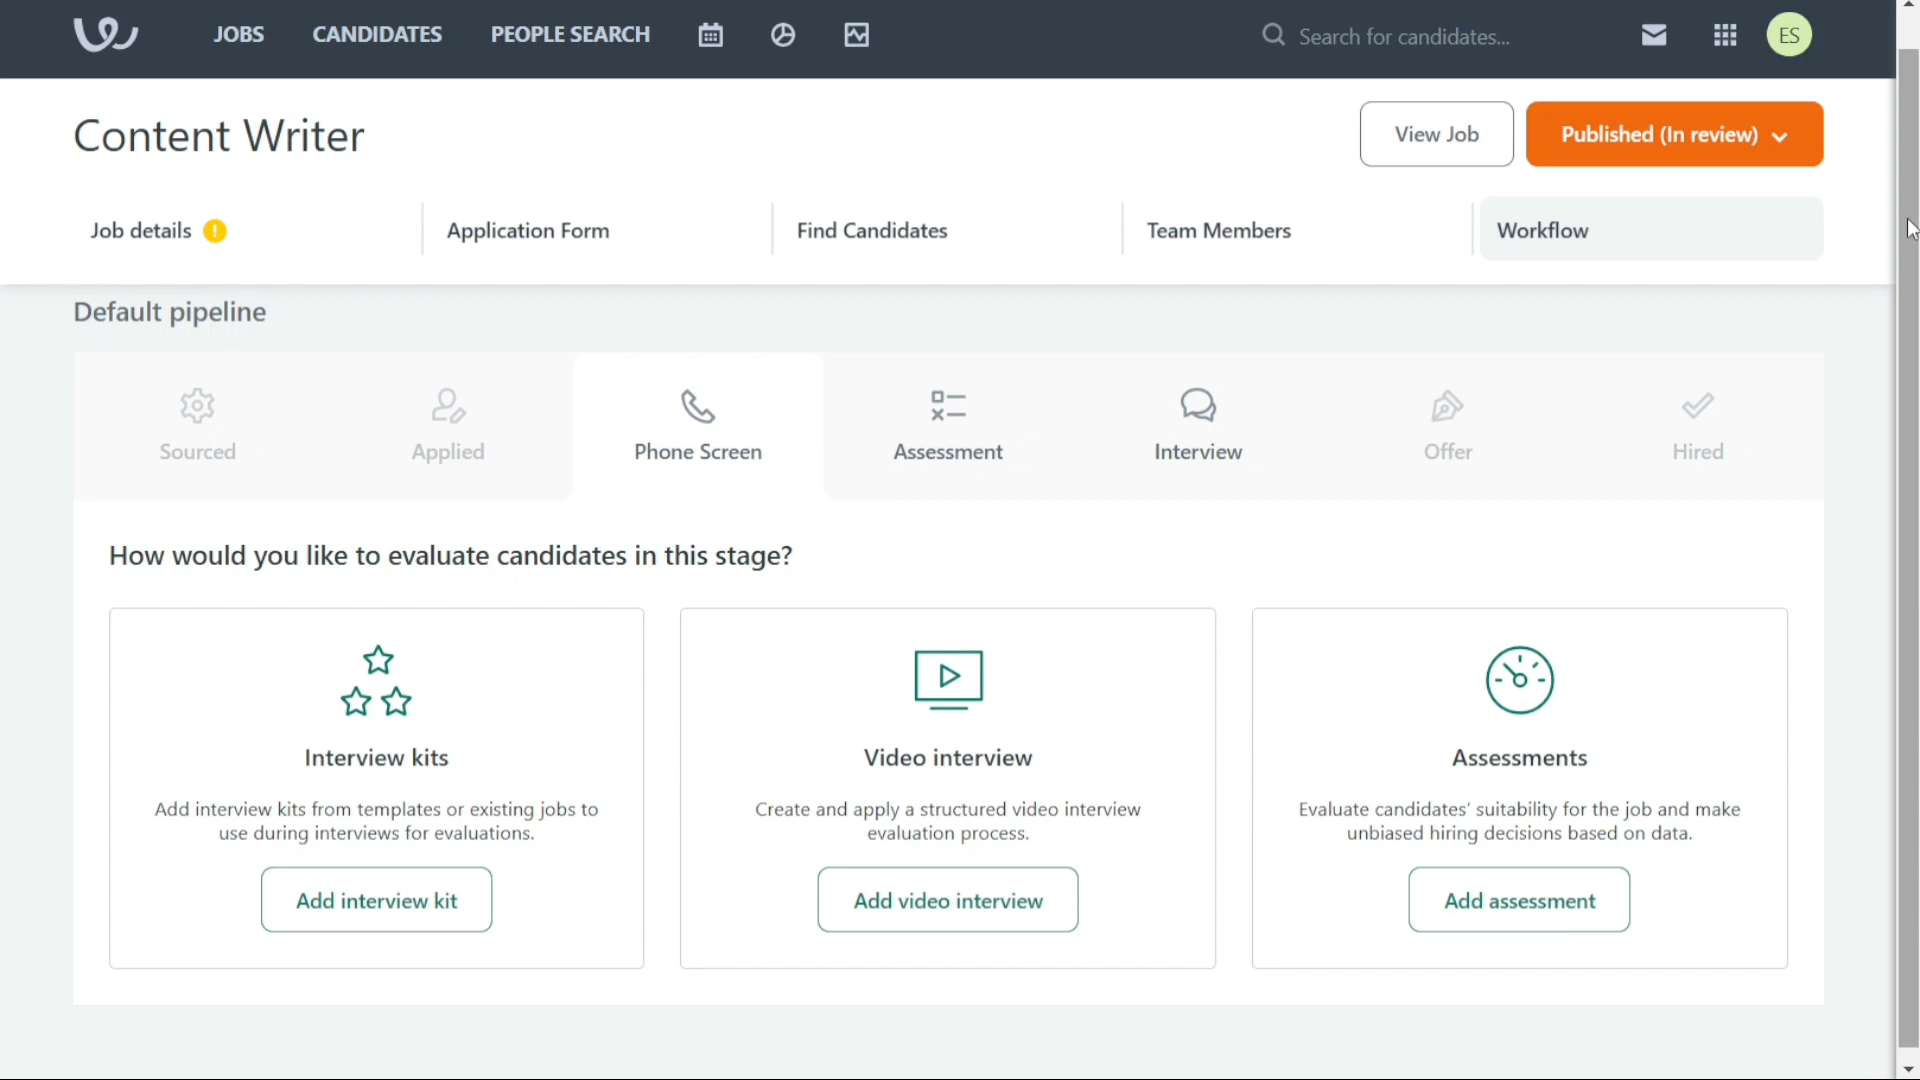 JOBS CANDIDATES PEOPLE SEARCH Search for candidates... ES
Content Writer View Job Published (In review)
Job details ! Application Form Find Candidates Team Members Workflow
Default pipeline
Sourced Applied Phone Screen Assessment Interview Offer Hired
How would you like to evaluate candidates in this stage?
Interview kits
Add interview kits from templates or existing jobs to
use during interviews for evaluations.
Add interview kit
Video interview
Create and apply a structured video interview
evaluation process.
Add video interview
Assessments
Evaluate candidates' suitability for the job and make
unbiased hiring decisions based on data.
Add assessment